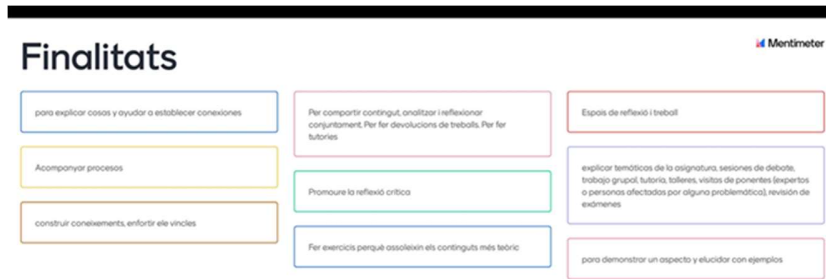 Finalitats
Mentimeter
para explicar cosas y ayudar a establecer conexiones
Acompanyar processos
construir coneixements, enfortir ele vincles
Per compartir contingut, analitzar i reflexionar
conjuntament. Per fer devolucions de treballs. Per fer
tutories
Promoure la reflexió crítica
Fer exercicis perquè assoleixin els continguts més teòric
Espais de reflexió i treball
explicar temáticas de la asignatura, sesiones de debate,
trabajo grupal, tutoría, talleres, visitas de ponentes (expertos
o personas afectadas por alguna problemática), revisión de
exámenes
para demonstrar un aspecto y elucidar con ejemplos